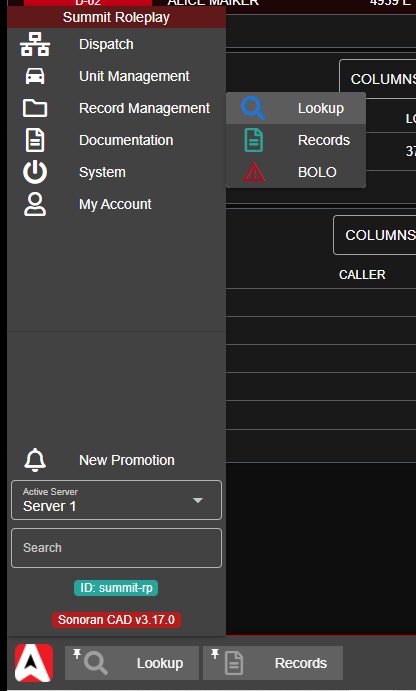 D-02 ALICE MAIKER 4959 E
Summit Roleplay
Dispatch
Unit Management
COLUMNS
Record Management
Lookup
LO
Documentation
Records
37
System
BOLO
My Account
COLUMNS
CALLER
New Promotion
Active Server
Server 1
Search
ID: summit-rp
Sonoran CAD v3.17.0
Lookup
Records